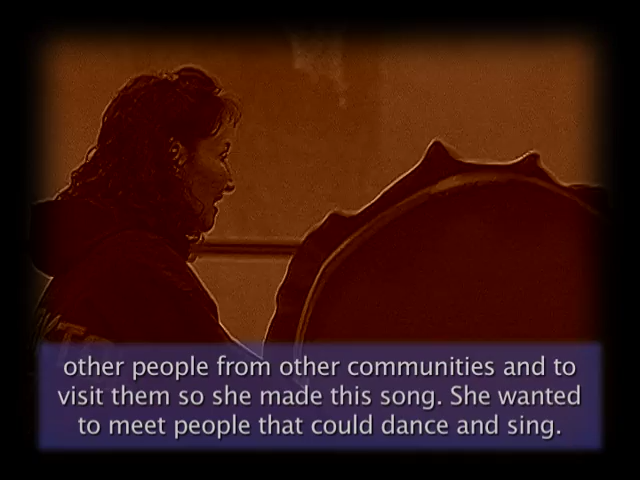 other people from other communities and to
visit them so she made this song. She wanted
to meet people that could dance and sing.